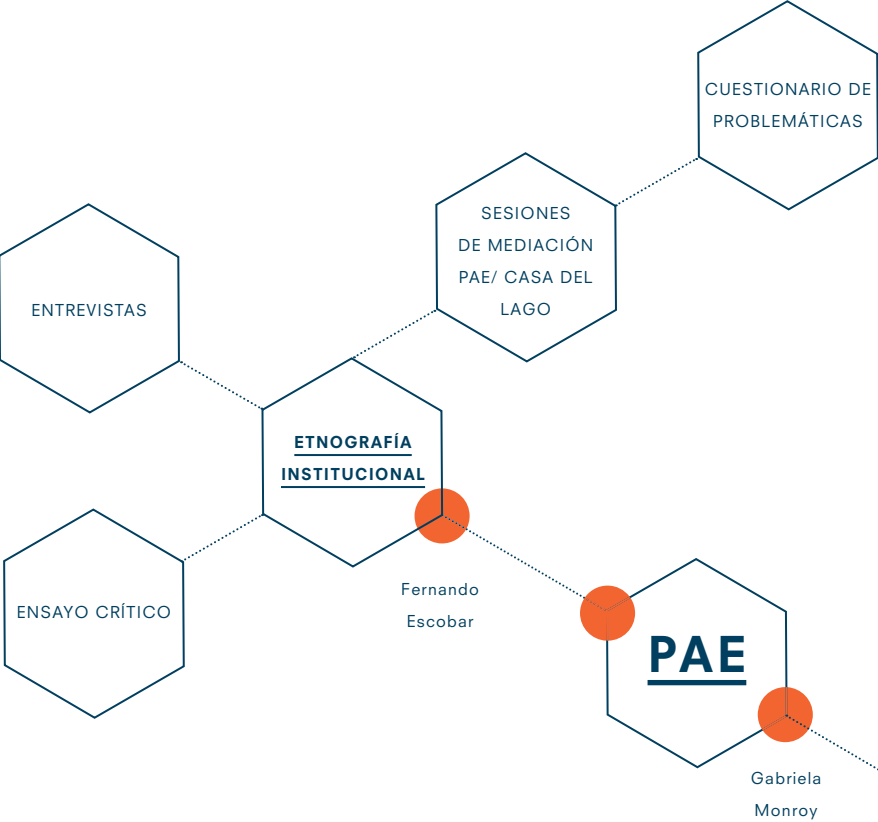 CUESTIONARIO DE
PROBLEMÁTICAS
SESIONES
DE MEDIACIÓN
PAE/ CASA DEL
LAGO
ENTREVISTAS
ETNOGRAFÍA
INSTITUCIONAL
ENSAYO CRÍTICO
Fernando
Escobar
PAE
Gabriela
Monroy